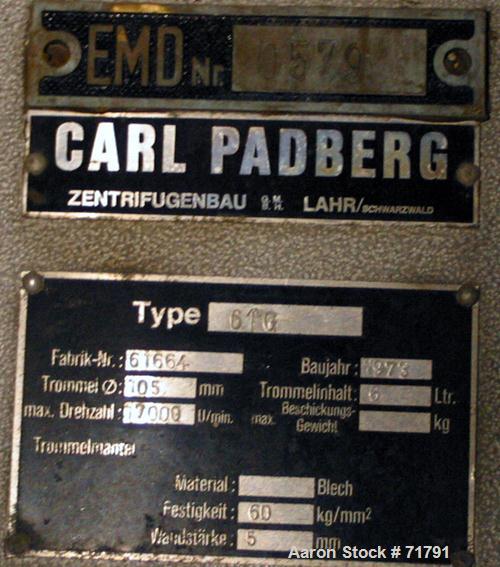 EMD Nr. 0579
CARL PADBERG
ZENTRIFUGENBAU G.M.B.H. LAHR/SCHWARZWALD
Type 61G
Fabrik-Nr.: 61664 Baujahr: 1973
Trommel Ø: 105 mm Trommelinhalt: 6 Ltr.
max. Drehzahl: 17000 U/min. max. Beschickungs-Gewicht kg
Trommelmantel
Material: Blech
Festigkeit: 60 kg/mm²
Wandstärke: 5 mm
Aaron Stock # 71791